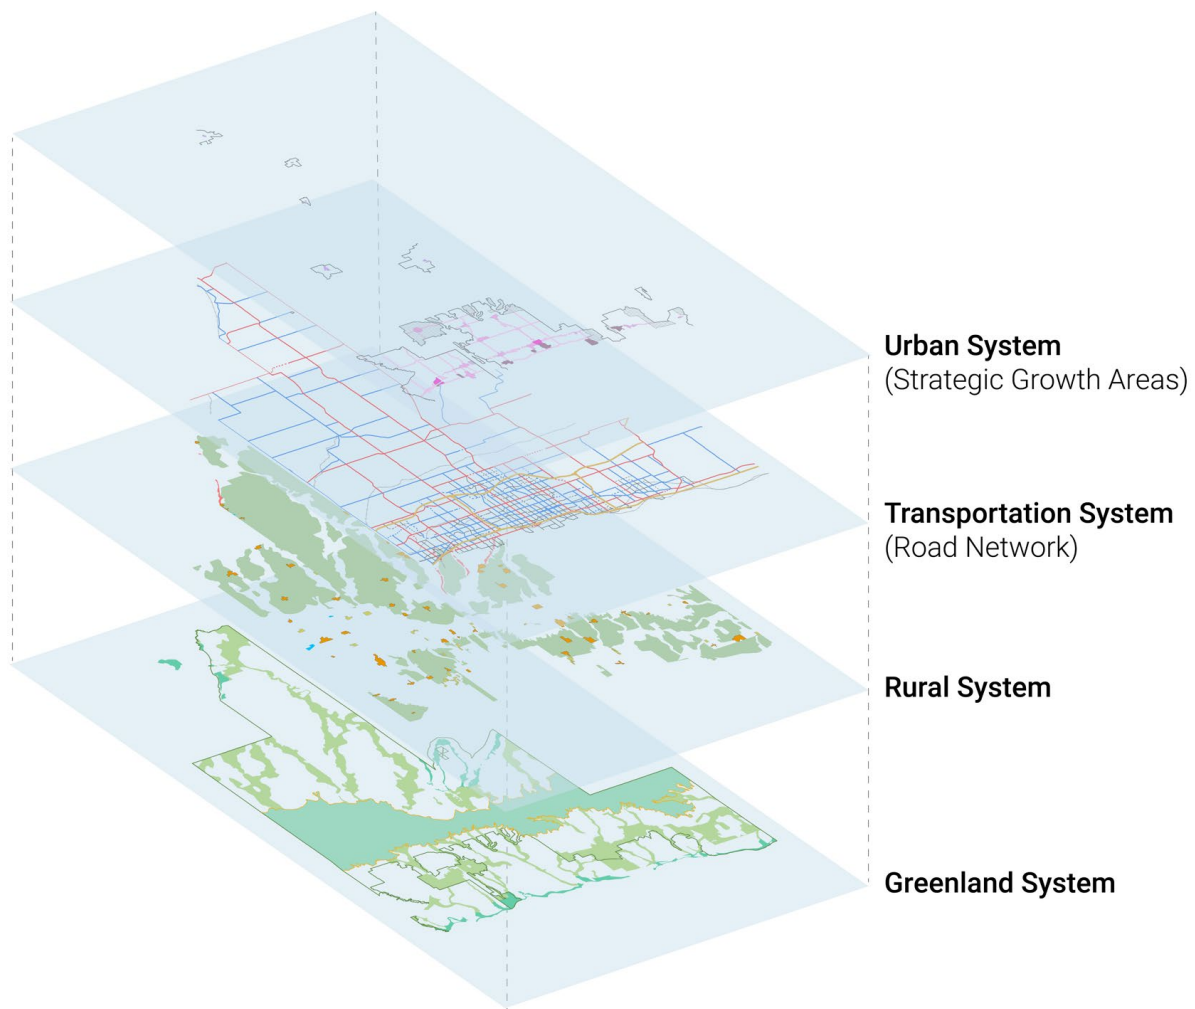 Urban System
(Strategic Growth Areas)
Transportation System
(Road Network)
Rural System
Greenland System